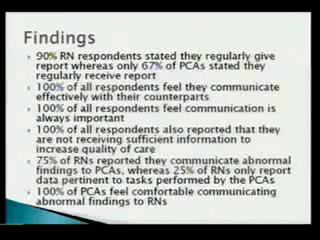 Findings
90% RN respondents stated they regularly give
report whereas only 67% of PCAs stated they
regularly receive report
100% of all respondents feel they communicate
effectively with their counterparts
100% of all respondents feel communication is
always important
100% of all respondents also reported that they
are not receiving sufficient information to
increase quality of care
75% of RNs reported they communicate abnormal
findings to PCAs, whereas 25% of RNs only report
data pertinent to tasks performed by the PCAs
100% of PCAs feel comfortable communicating
abnormal findings to RNs